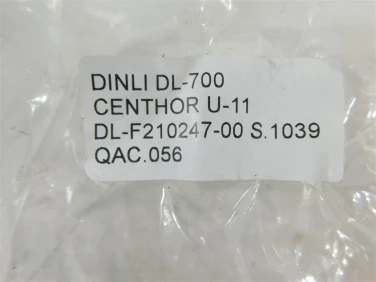 DINLI DL-700
CENTHOR U-11
DL-F210247-00 S.1039
QAC.056